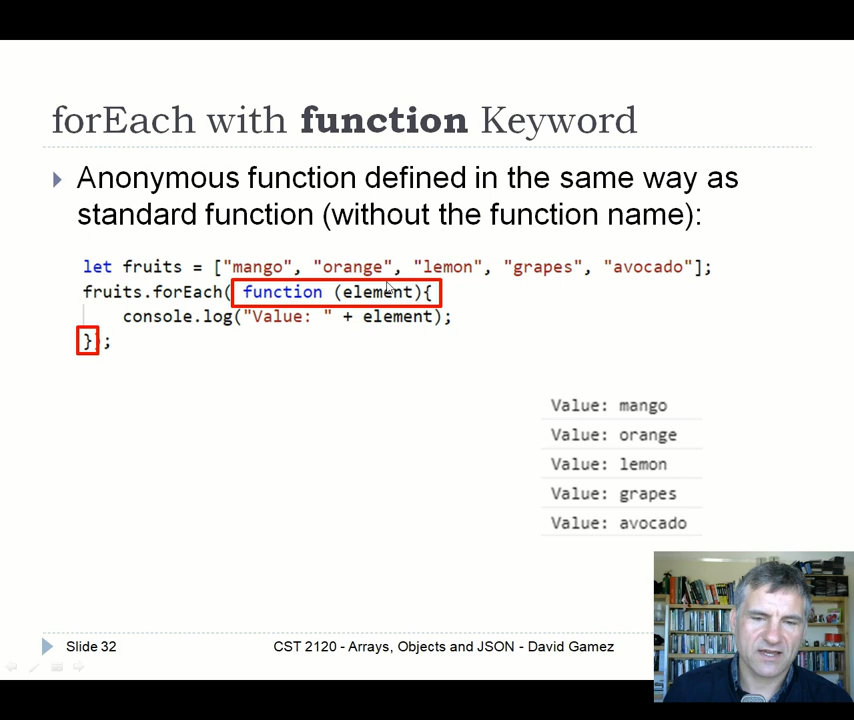 forEach with function Keyword
Anonymous function defined in the same way as
standard function (without the function name):
let fruits = ["mango", "orange", "lemon", "grapes", "avocado"];
fruits.forEach( function (element){
console.log("Value: " + element);
});
Value: mango
Value: orange
Value: lemon
Value: grapes
Value: avocado
Slide 32
CST 2120 - Arrays, Objects and JSON - David Gamez